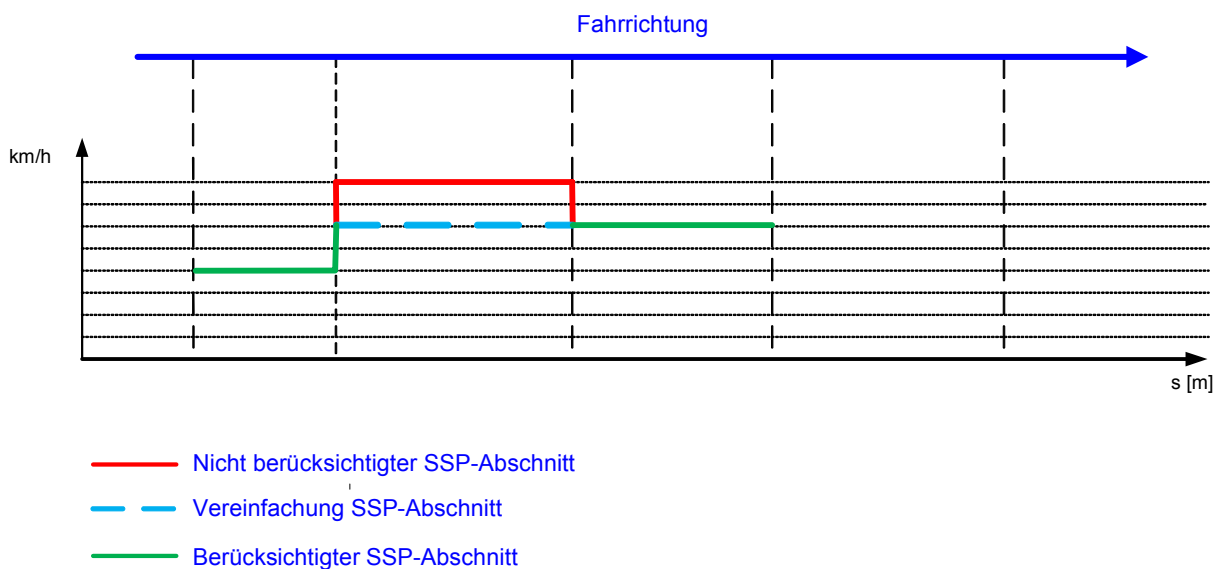 Fahrrichtung
km/h
s [m]
Nicht berücksichtigter SSP-Abschnitt
Vereinfachung SSP-Abschnitt
Berücksichtigter SSP-Abschnitt